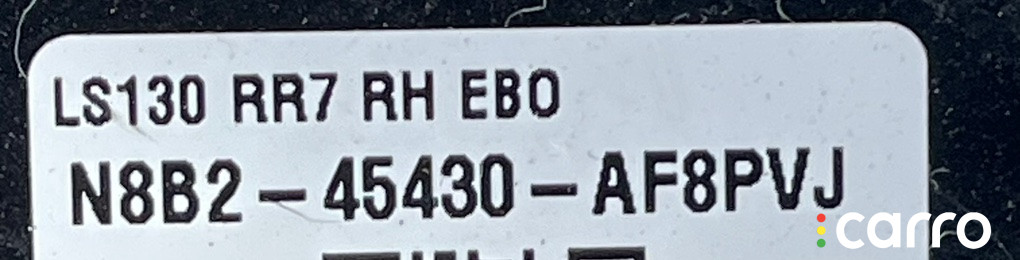 LS130 RR7 RH EBO
N8B2-45430-AF8PVJ
carro